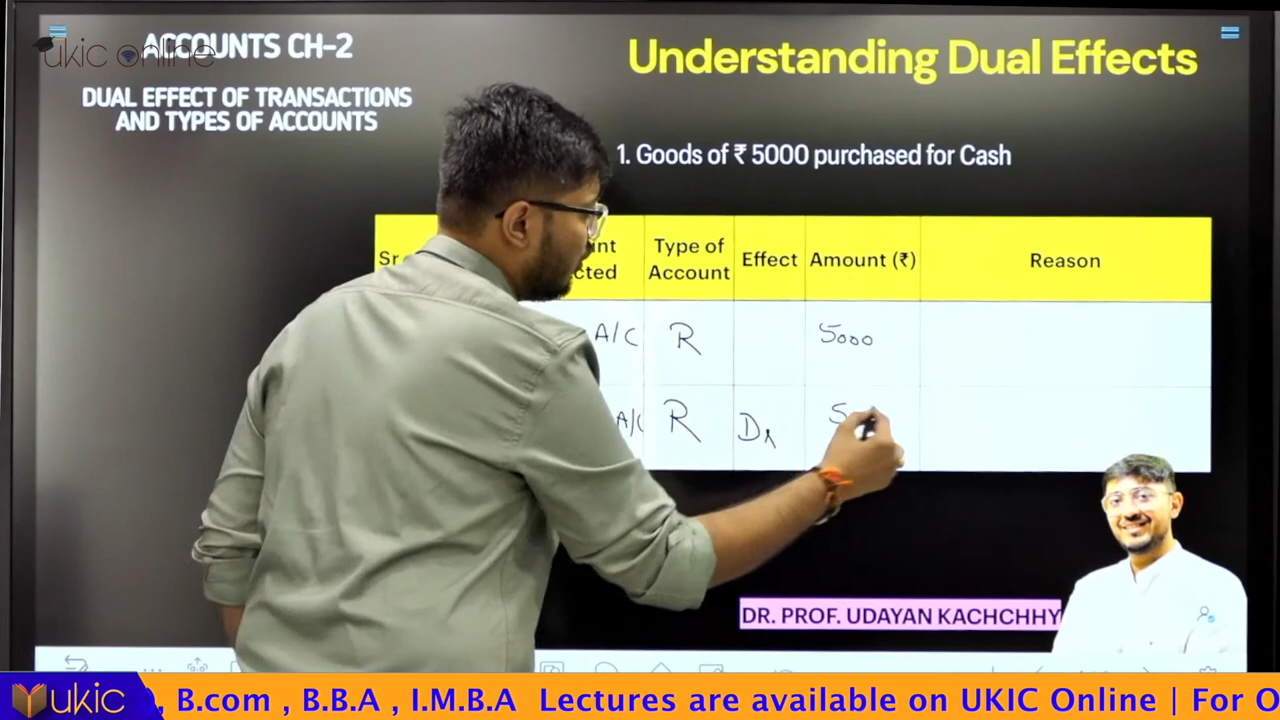 ukic online
ACCOUNTS CH-2
DUAL EFFECT OF TRANSACTIONS
AND TYPES OF ACCOUNTS
Understanding Dual Effects
1. Goods of ₹ 5000 purchased for Cash
Sr
Type of Account
Effect
Amount (₹)
Reason
A/C R 5000
A/C R Dr 5
DR. PROF. UDAYAN KACHCHHY
ukic
, B.com , B.B.A , I.M.B.A Lectures are available on UKIC Online | For O